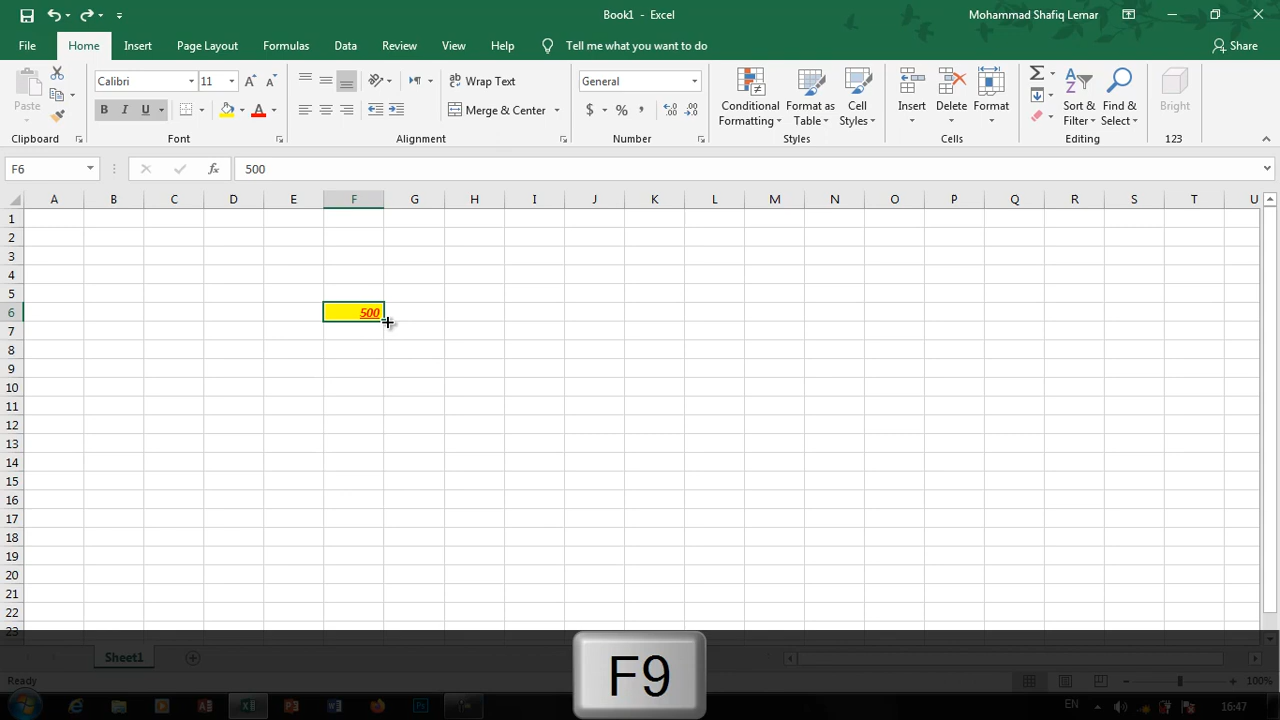 Book1 - Excel
Mohammad Shafiq Lemar
File Home Insert Page Layout Formulas Data Review View Help Tell me what you want to do Share
Paste
Calibri 11
B I U A
Wrap Text
Merge & Center
General
$ % ,
Conditional Formatting
Format as Table
Cell Styles
Insert Delete Format
Sort & Filter
Find & Select
Bright
Clipboard Font Alignment Number Styles Cells Editing 123
F6 fx 500
A B C D E F G H I J K L M N O P Q R S T U
1
2
3
4
5
6 500
7
8
9
10
11
12
13
14
15
16
17
18
19
20
21
22
23
Sheet1
Ready
100%
F9
EN 16:47